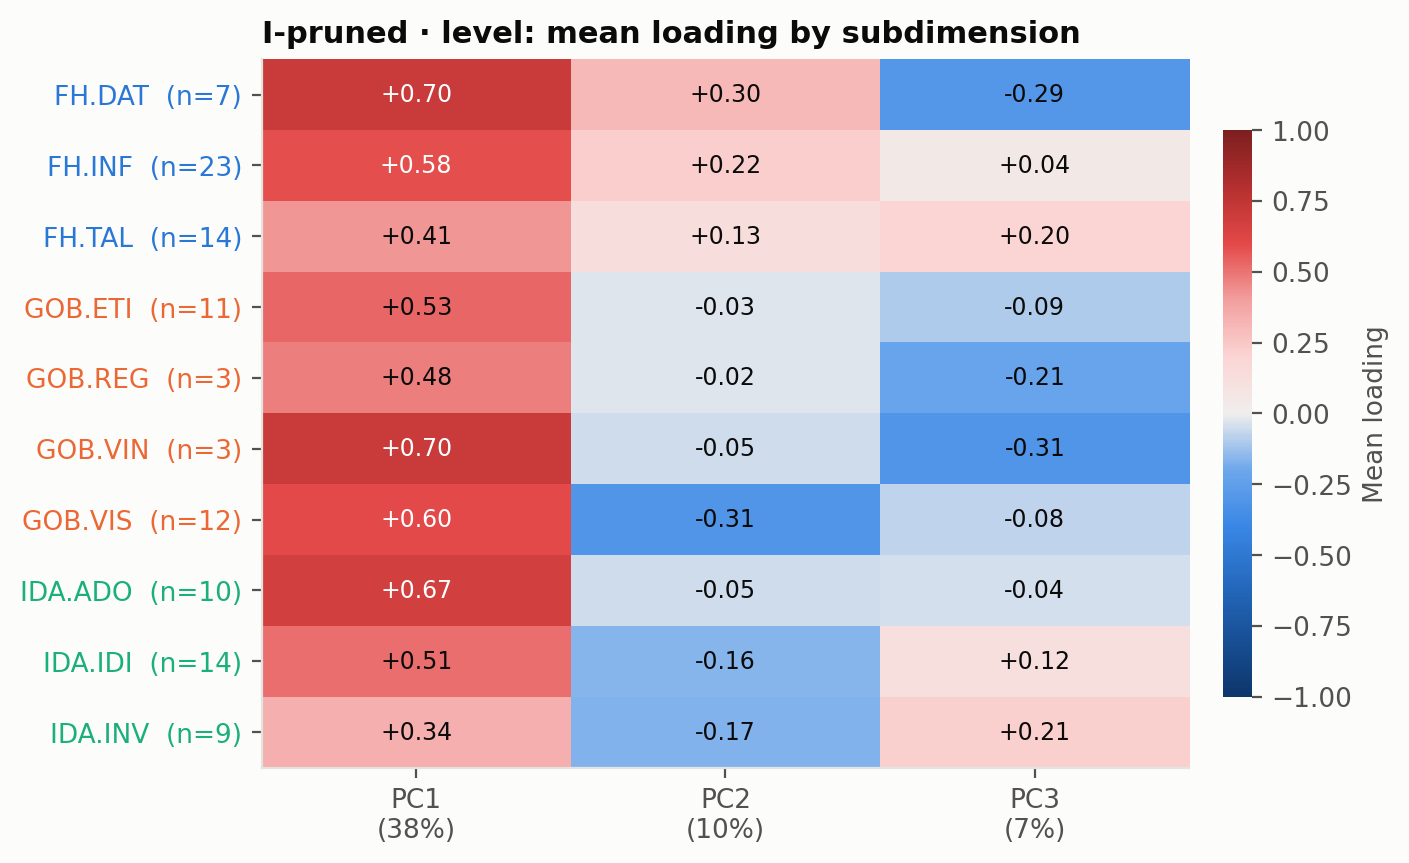 I-pruned · level: mean loading by subdimension
FH.DAT (n=7) +0.70 +0.30 -0.29
FH.INF (n=23) +0.58 +0.22 +0.04
FH.TAL (n=14) +0.41 +0.13 +0.20
GOB.ETI (n=11) +0.53 -0.03 -0.09
GOB.REG (n=3) +0.48 -0.02 -0.21
GOB.VIN (n=3) +0.70 -0.05 -0.31
GOB.VIS (n=12) +0.60 -0.31 -0.08
IDA.ADO (n=10) +0.67 -0.05 -0.04
IDA.IDI (n=14) +0.51 -0.16 +0.12
IDA.INV (n=9) +0.34 -0.17 +0.21
PC1 PC2 PC3
(38%) (10%) (7%)
1.00
0.75
0.50
0.25
0.00
−0.25
−0.50
−0.75
−1.00
Mean loading